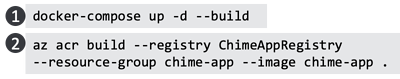 1 docker-compose up -d --build
2 az acr build --registry ChimeAppRegistry
--resource-group chime-app --image chime-app .